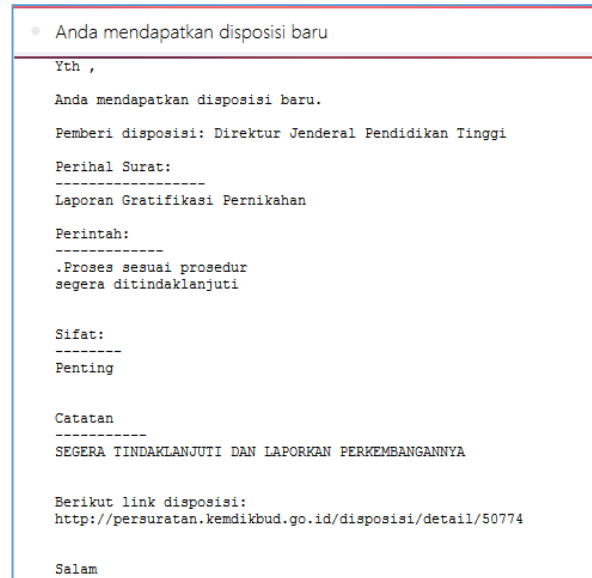 Anda mendapatkan disposisi baru
Yth ,
Anda mendapatkan disposisi baru.
Pemberi disposisi: Direktur Jenderal Pendidikan Tinggi
Perihal Surat:
------------------
Laporan Gratifikasi Pernikahan
Perintah:
-------------
.Proses sesuai prosedur
segera ditindaklanjuti
Sifat:
--------
Penting
Catatan
-----------
SEGERA TINDAKLANJUTI DAN LAPORKAN PERKEMBANGANNYA
Berikut link disposisi:
http://persuratan.kemdikbud.go.id/disposisi/detail/50774
Salam